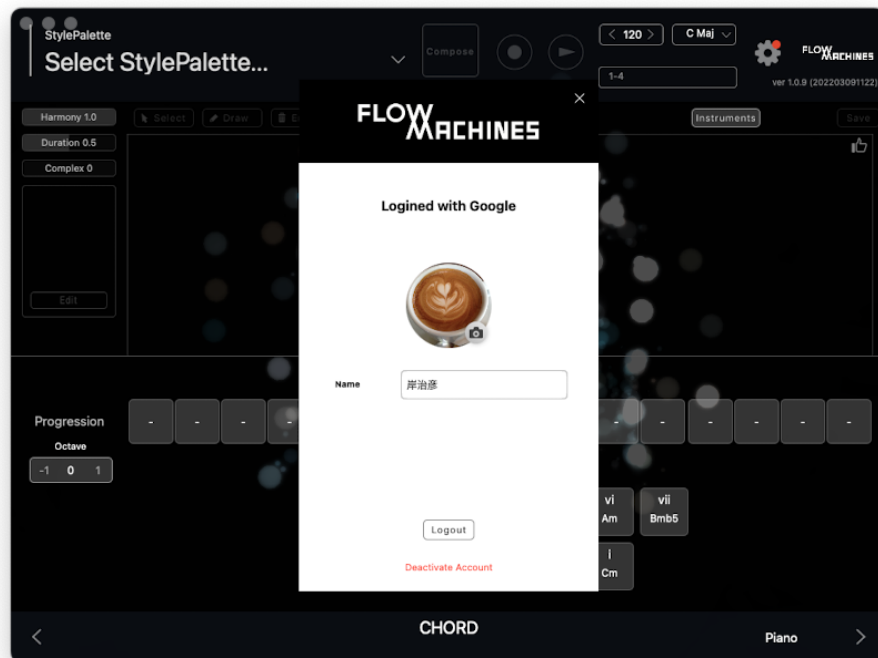 StylePalette
Select StylePalette...
Compose
120
C Maj
1-4
FLOW MACHINES
ver 1.0.9 (202203091122)
Harmony 1.0
Duration 0.5
Complex 0
Select
Draw
Instruments
Save
Edit
FLOW
MACHINES
Logined with Google
Name
岸治彦
Logout
Deactivate Account
Progression
- - - - - - - - - -
Octave
-1 0 1
vi
Am
vii
Bmb5
i
Cm
CHORD
Piano